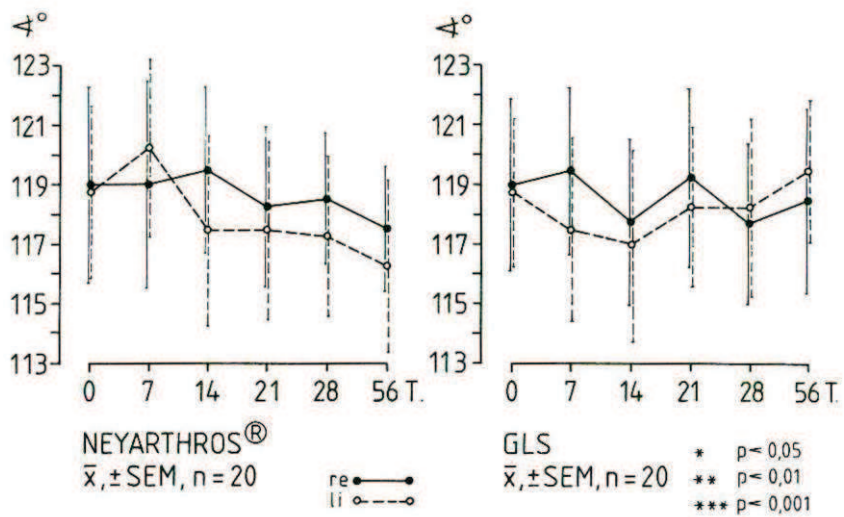 ∢° ∢°
123 123
121 121
119 119
117 117
115 115
113 113
0 7 14 21 28 56 T. 0 7 14 21 28 56 T.
NEYARTHROS®
x̄, ±SEM, n=20
re
li
GLS
x̄, ±SEM, n=20
* p< 0,05
** p< 0,01
*** p< 0,001